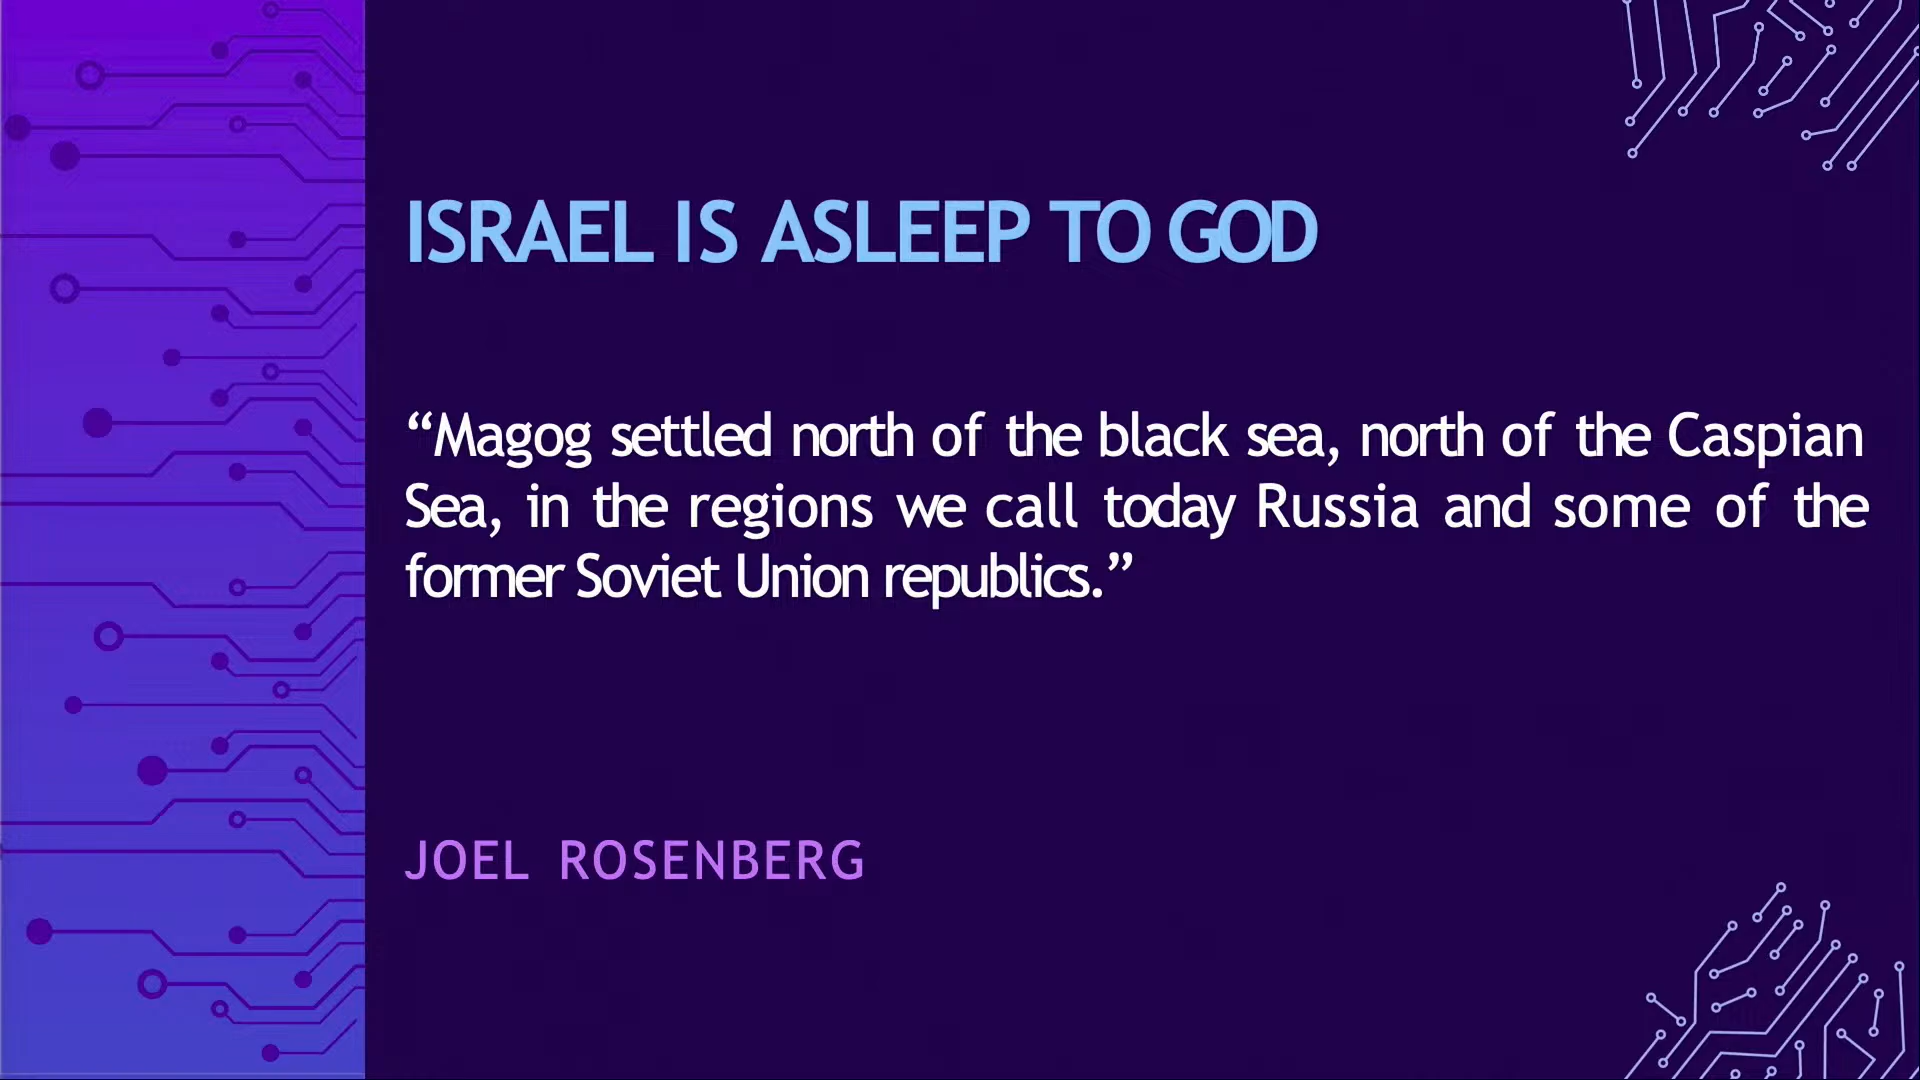 ISRAEL IS ASLEEP TO GOD
“Magog settled north of the black sea, north of the Caspian
Sea, in the regions we call today Russia and some of the
former Soviet Union republics.”
JOEL ROSENBERG